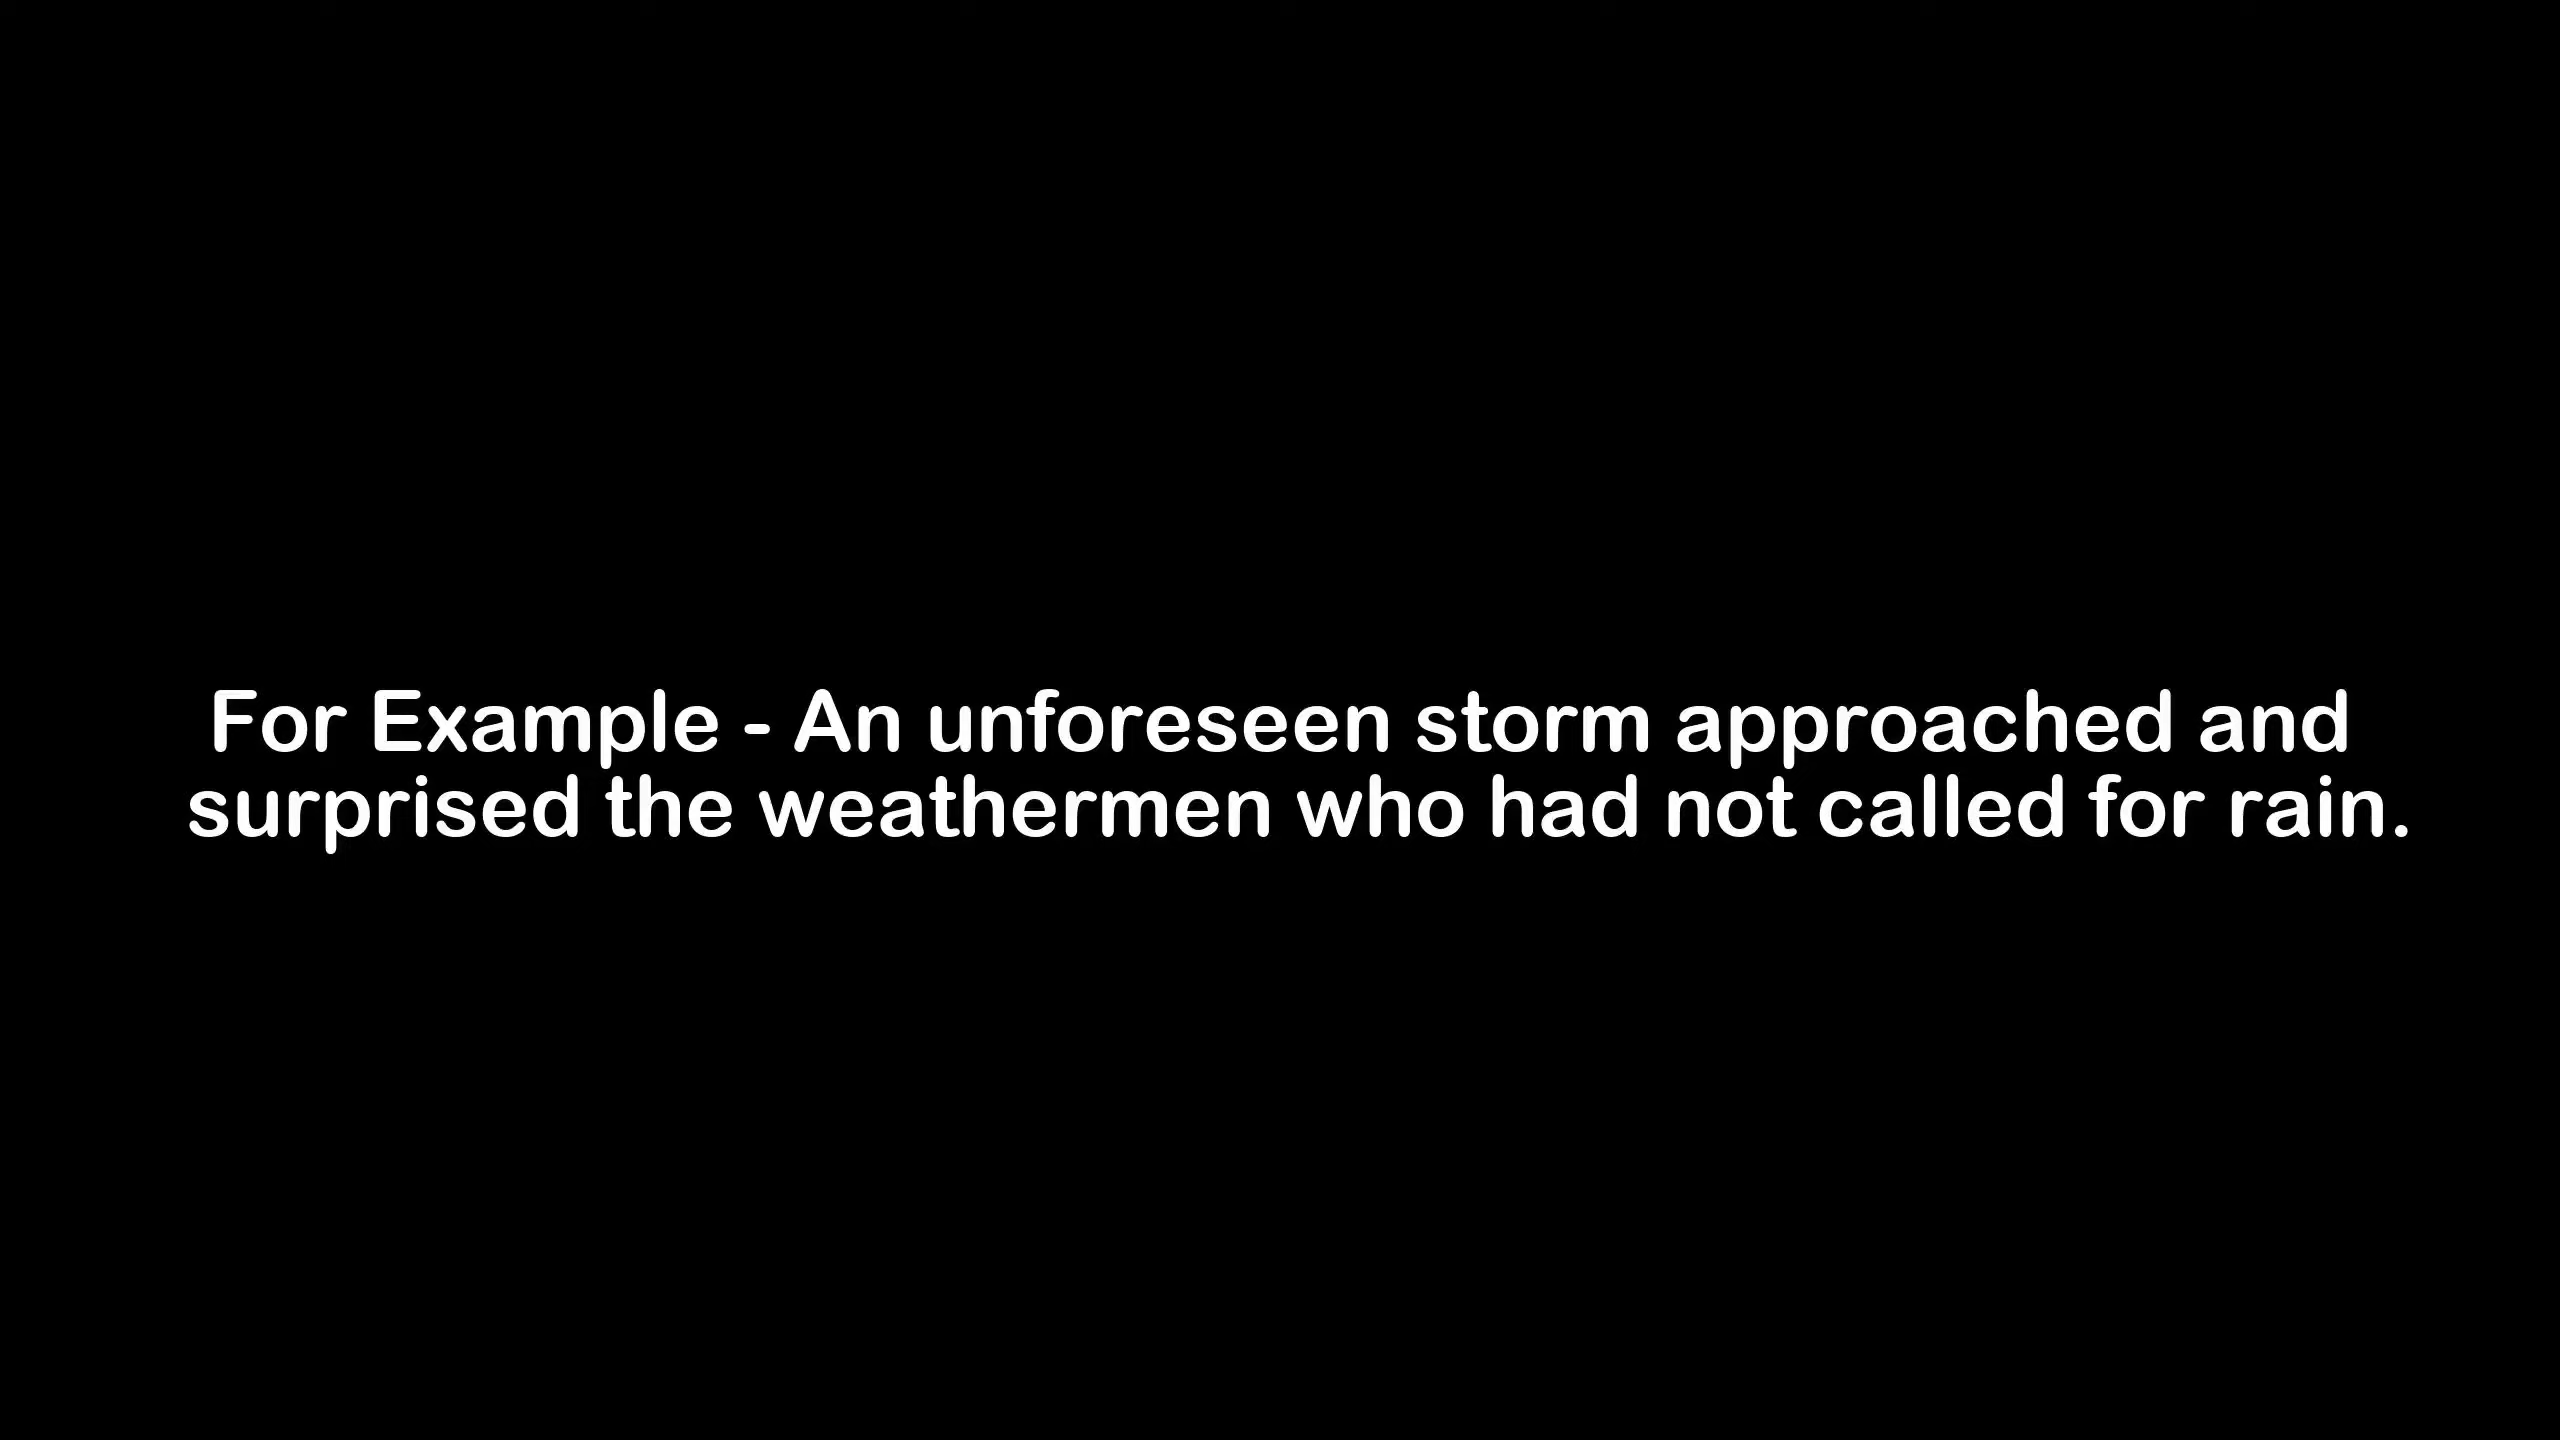 For Example - An unforeseen storm approached and
surprised the weathermen who had not called for rain.